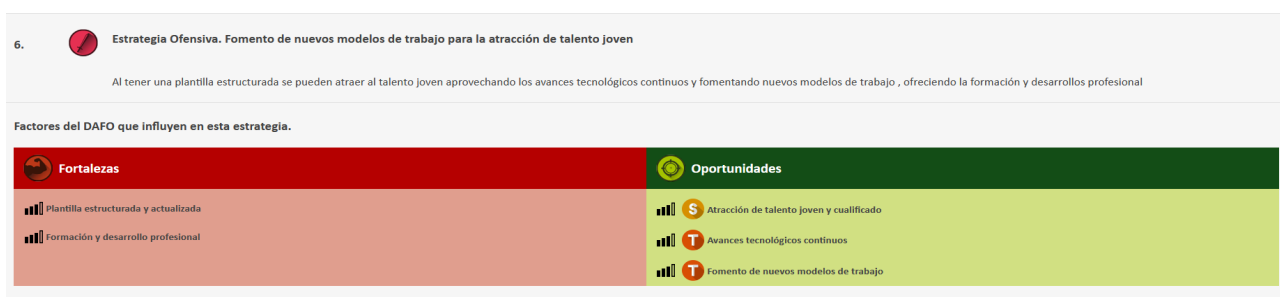 6.
Estrategia Ofensiva. Fomento de nuevos modelos de trabajo para la atracción de talento joven
Al tener una plantilla estructurada se pueden atraer al talento joven aprovechando los avances tecnológicos continuos y fomentando nuevos modelos de trabajo , ofreciendo la formación y desarrollos profesional
Factores del DAFO que influyen en esta estrategia.
Fortalezas
Plantilla estructurada y actualizada
Formación y desarrollo profesional
Oportunidades
S Atracción de talento joven y cualificado
T Avances tecnológicos continuos
T Fomento de nuevos modelos de trabajo